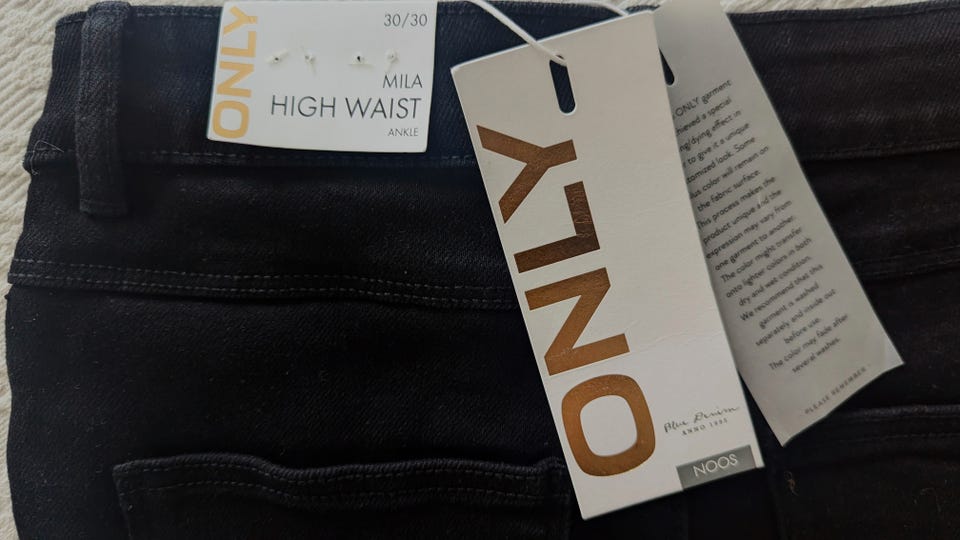 ONLY
30/30
MILA
HIGH WAIST
ANKLE
ONLY
Blue Denim
ANNO 1995
NOOS
ONLY garment
a special
dying effect in
to give it a unique
look. Some
color will remain on
the fabric surface.
This process makes the
product unique and the
expression may vary from
one garment to another.
The color might transfer
onto lighter colors in both
dry and wet condition.
We recommend that this
garment is washed
separately and inside out
before use.
The color may fade after
several washes.
- PLEASE REMEMBER -